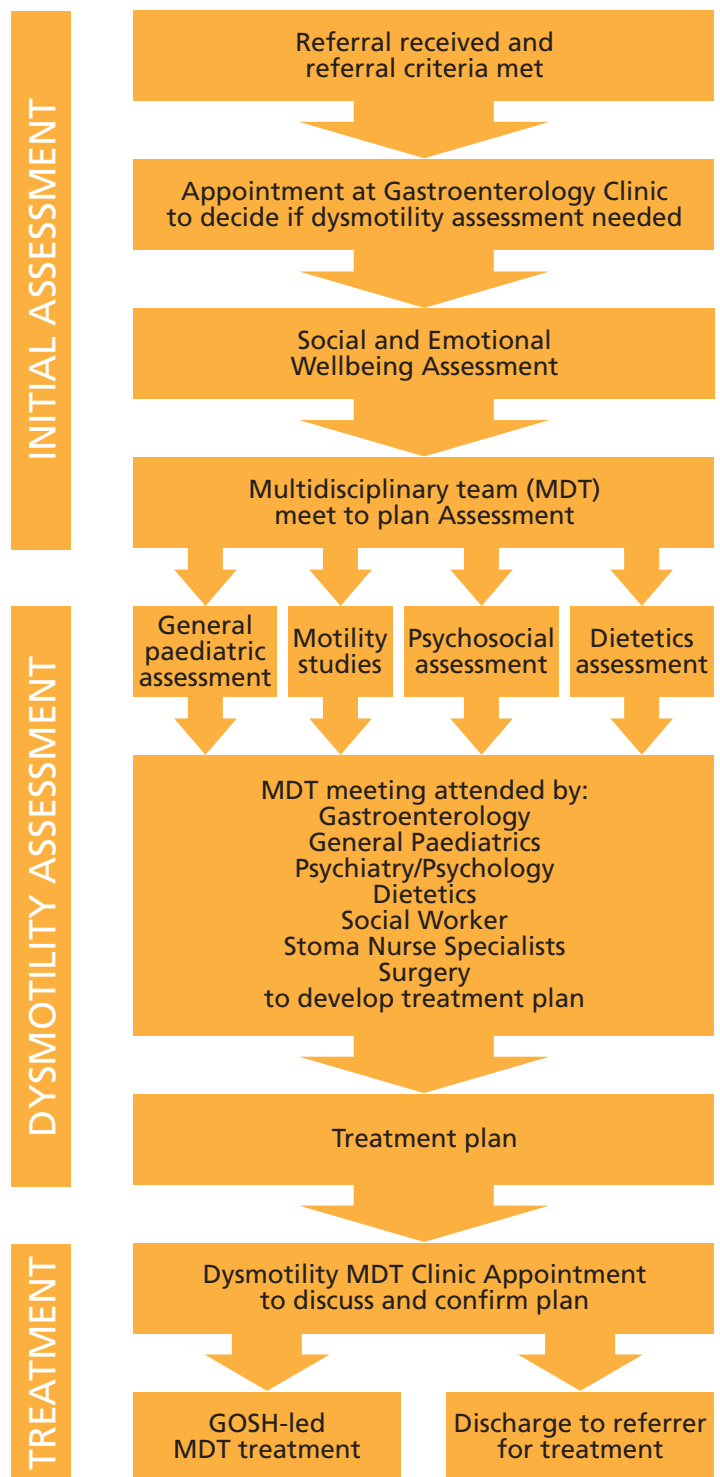 INITIAL ASSESSMENT
Referral received and
referral criteria met
Appointment at Gastroenterology Clinic
to decide if dysmotility assessment needed
Social and Emotional
Wellbeing Assessment
Multidisciplinary team (MDT)
meet to plan Assessment
DYSMOTILITY ASSESSMENT
General
paediatric
assessment
Motility
studies
Psychosocial
assessment
Dietetics
assessment
MDT meeting attended by:
Gastroenterology
General Paediatrics
Psychiatry/Psychology
Dietetics
Social Worker
Stoma Nurse Specialists
Surgery
to develop treatment plan
Treatment plan
TREATMENT
Dysmotility MDT Clinic Appointment
to discuss and confirm plan
GOSH-led
MDT treatment
Discharge to referrer
for treatment